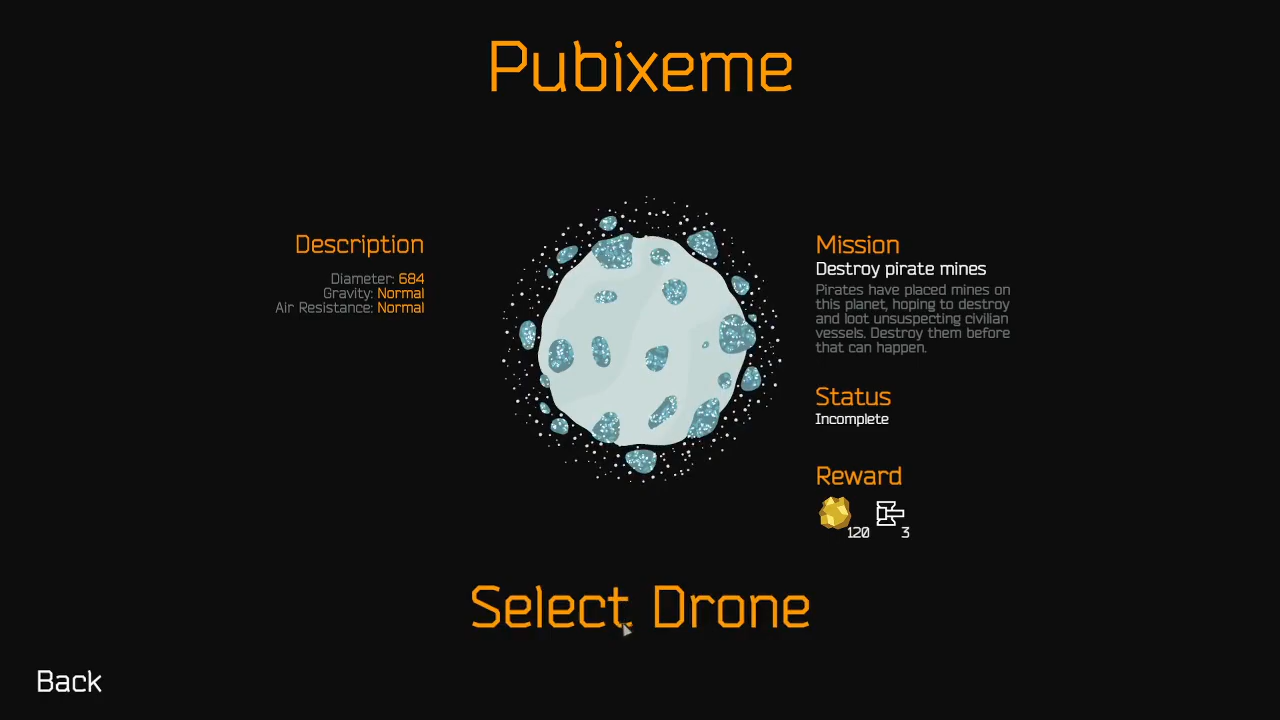 Pubixeme
Description
Diameter: 684
Gravity: Normal
Air Resistance: Normal
Mission
Destroy pirate mines
Pirates have placed mines on
this planet, hoping to destroy
and loot unsuspecting civilian
vessels. Destroy them before
that can happen.
Status
Incomplete
Reward
120
3
Select Drone
Back